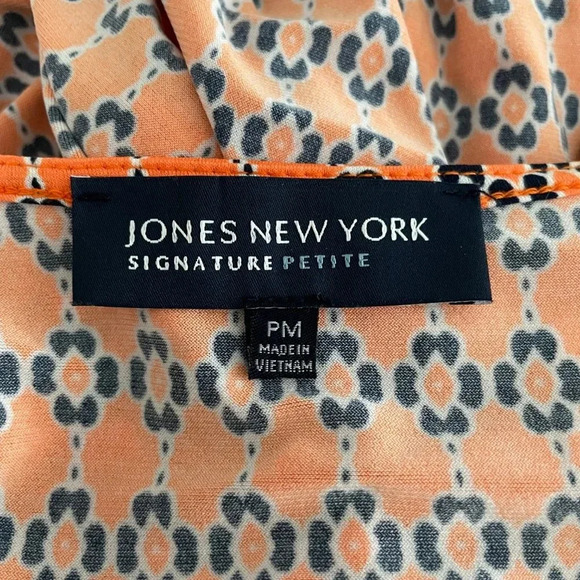 JONES NEW YORK
SIGNATURE PETITE
PM
MADE IN
VIETNAM